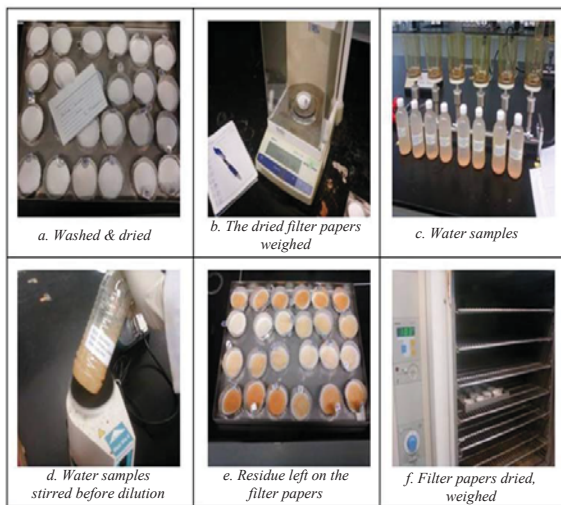 a. Washed & dried
b. The dried filter papers
weighed
c. Water samples
d. Water samples
stirred before dilution
e. Residue left on the
filter papers
f. Filter papers dried,
weighed